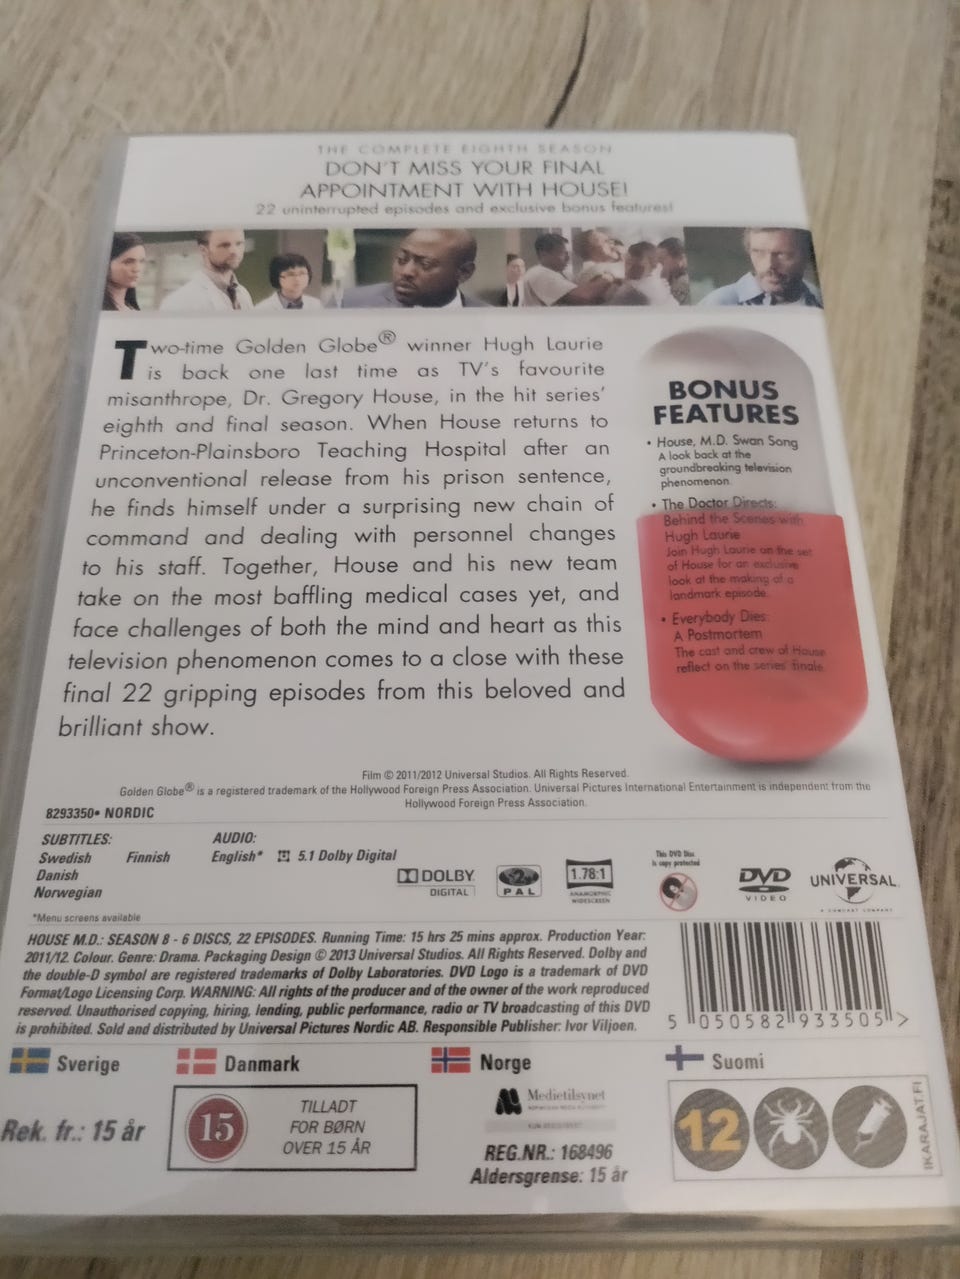 THE COMPLETE EIGHTH SEASON
DON'T MISS YOUR FINAL
APPOINTMENT WITH HOUSE!
22 uninterrupted episodes and exclusive bonus features!
Two-time Golden Globe® winner Hugh Laurie
is back one last time as TV's favourite
misanthrope, Dr. Gregory House, in the hit series'
eighth and final season. When House returns to
Princeton-Plainsboro Teaching Hospital after an
unconventional release from his prison sentence,
he finds himself under a surprising new chain of
command and dealing with personnel changes
to his staff. Together, House and his new team
take on the most baffling medical cases yet, and
face challenges of both the mind and heart as this
television phenomenon comes to a close with these
final 22 gripping episodes from this beloved and
brilliant show.
BONUS
FEATURES
• House, M.D. Swan Song
A look back at the
groundbreaking television
phenomenon.
• The Doctor Directs:
Behind the Scenes with
Hugh Laurie
Join Hugh Laurie on the set
of House for an exclusive
look at the making of a
landmark episode.
• Everybody Dies:
A Postmortem
The cast and crew of House
reflect on the series' finale
Film © 2011/2012 Universal Studios. All Rights Reserved.
Golden Globe® is a registered trademark of the Hollywood Foreign Press Association. Universal Pictures International Entertainment is independent from the
Hollywood Foreign Press Association.
8293350• NORDIC
SUBTITLES:
Swedish Finnish
Danish
Norwegian
AUDIO:
English* 5.1 Dolby Digital
DOLBY
DIGITAL
PAL
1.78:1
ANAMORPHIC
WIDESCREEN
This DVD Disc
is copy protected
DVD
VIDEO
UNIVERSAL
A COMCAST COMPANY
*Menu screens available
HOUSE M.D.: SEASON 8 - 6 DISCS, 22 EPISODES. Running Time: 15 hrs 25 mins approx. Production Year:
2011/12. Colour. Genre: Drama. Packaging Design © 2013 Universal Studios. All Rights Reserved. Dolby and
the double-D symbol are registered trademarks of Dolby Laboratories. DVD Logo is a trademark of DVD
Format/Logo Licensing Corp. WARNING: All rights of the producer and of the owner of the work reproduced
reserved. Unauthorised copying, hiring, lending, public performance, radio or TV broadcasting of this DVD
is prohibited. Sold and distributed by Universal Pictures Nordic AB. Responsible Publisher: Ivor Viljoen.
5 050582 933505 >
Sverige
Rek. fr.: 15 år
Danmark
15
TILLADT
FOR BØRN
OVER 15 ÅR
Norge
Medietilsynet
NORWEGIAN MEDIA AUTHORITY
REG.NR.: 168496
Aldersgrense: 15 år
Suomi
12
IKARAJAT.FI